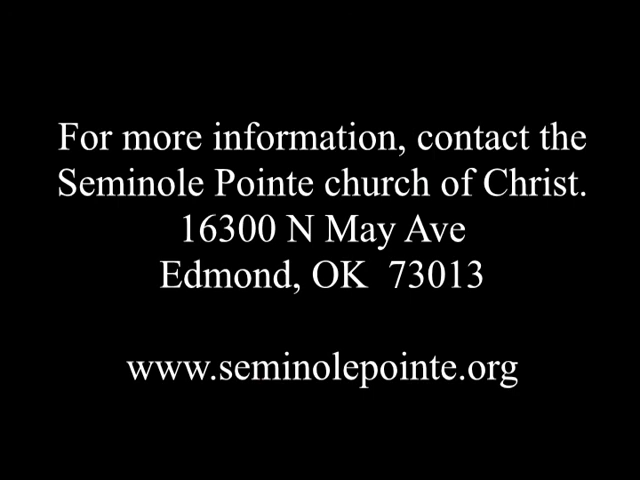 For more information, contact the
Seminole Pointe church of Christ.
16300 N May Ave
Edmond, OK  73013
www.seminolepointe.org